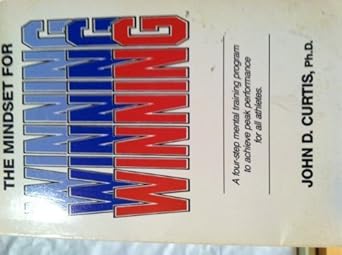 THE MINDSET FOR
WINNING
WINNING
WINNING™
A four-step mental training program
to achieve peak performance
for all athletes.
JOHN D. CURTIS, Ph.D.